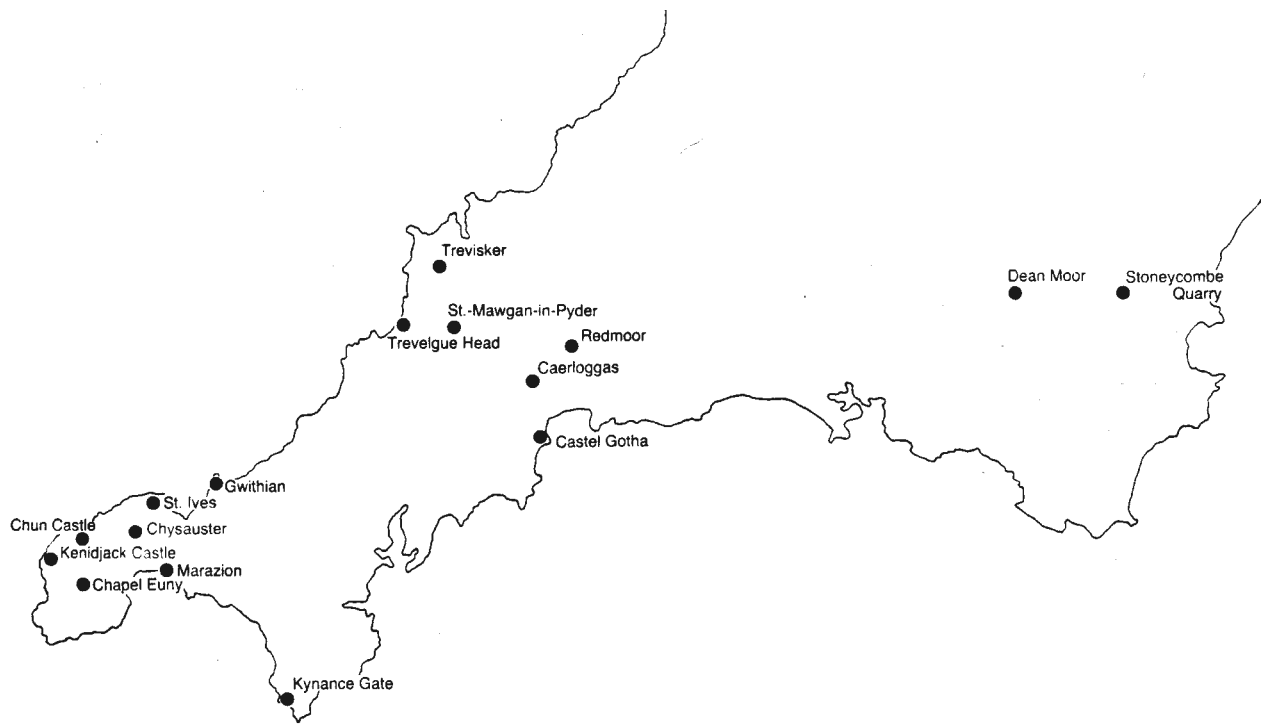 Trevisker
Dean Moor
Stoneycombe
Quarry
St.-Mawgan-in-Pyder
Trevelgue Head
Redmoor
Caerloggas
Castel Gotha
Gwithian
St. Ives
Chun Castle
Chysauster
Kenidjack Castle
Marazion
Chapel Euny
Kynance Gate